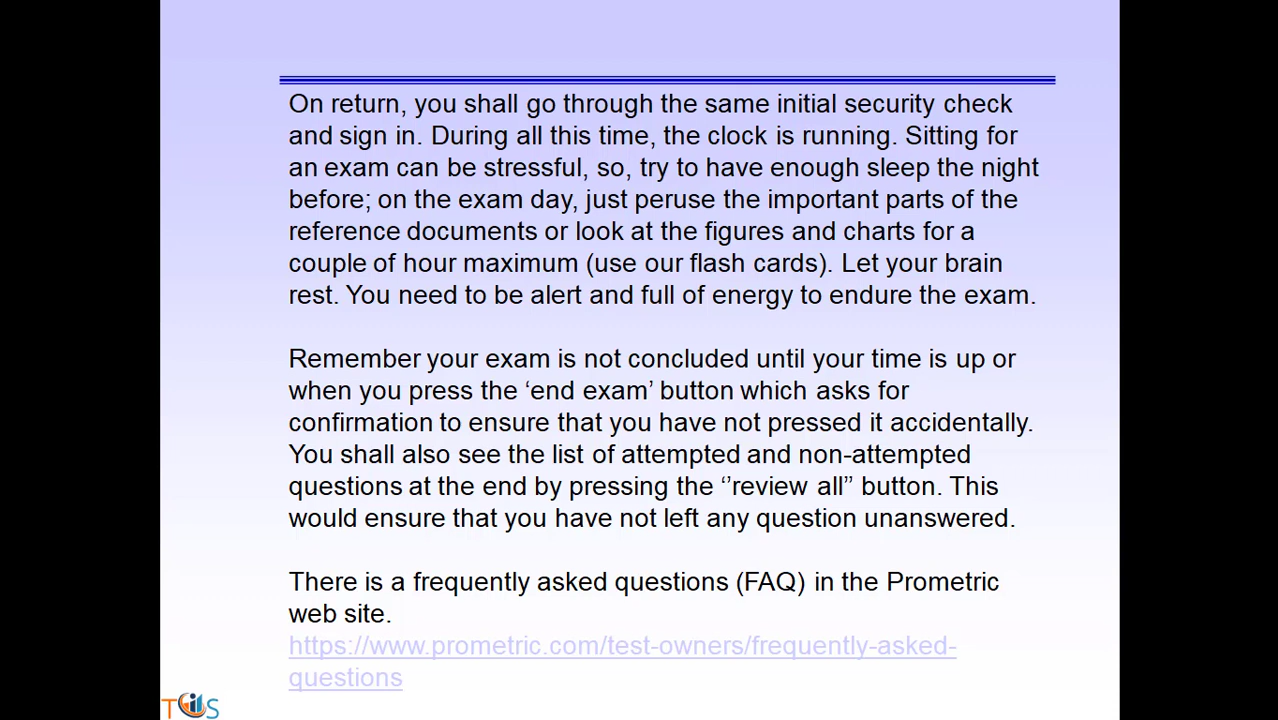 On return, you shall go through the same initial security check
and sign in. During all this time, the clock is running. Sitting for
an exam can be stressful, so, try to have enough sleep the night
before; on the exam day, just peruse the important parts of the
reference documents or look at the figures and charts for a
couple of hour maximum (use our flash cards). Let your brain
rest. You need to be alert and full of energy to endure the exam.
Remember your exam is not concluded until your time is up or
when you press the ‘end exam’ button which asks for
confirmation to ensure that you have not pressed it accidentally.
You shall also see the list of attempted and non-attempted
questions at the end by pressing the ‘’review all” button. This
would ensure that you have not left any question unanswered.
There is a frequently asked questions (FAQ) in the Prometric
web site.
https://www.prometric.com/test-owners/frequently-asked-
questions